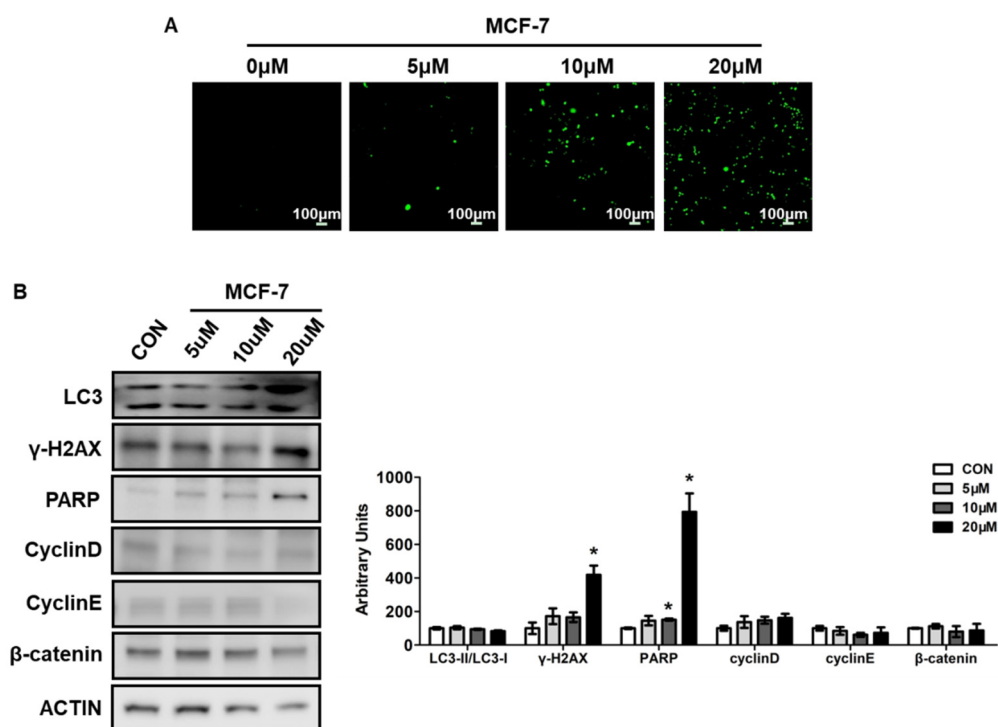 A
MCF-7
0µM 5µM 10µM 20µM
100µm 100µm 100µm 100µm
B
MCF-7
CON 5uM 10uM 20uM
LC3
γ-H2AX
PARP
CyclinD
CyclinE
β-catenin
ACTIN
Arbitrary Units
1000
800
600
400
200
0
* * *
LC3-II/LC3-I γ-H2AX PARP cyclinD cyclinE β-catenin
CON
5µM
10µM
20µM